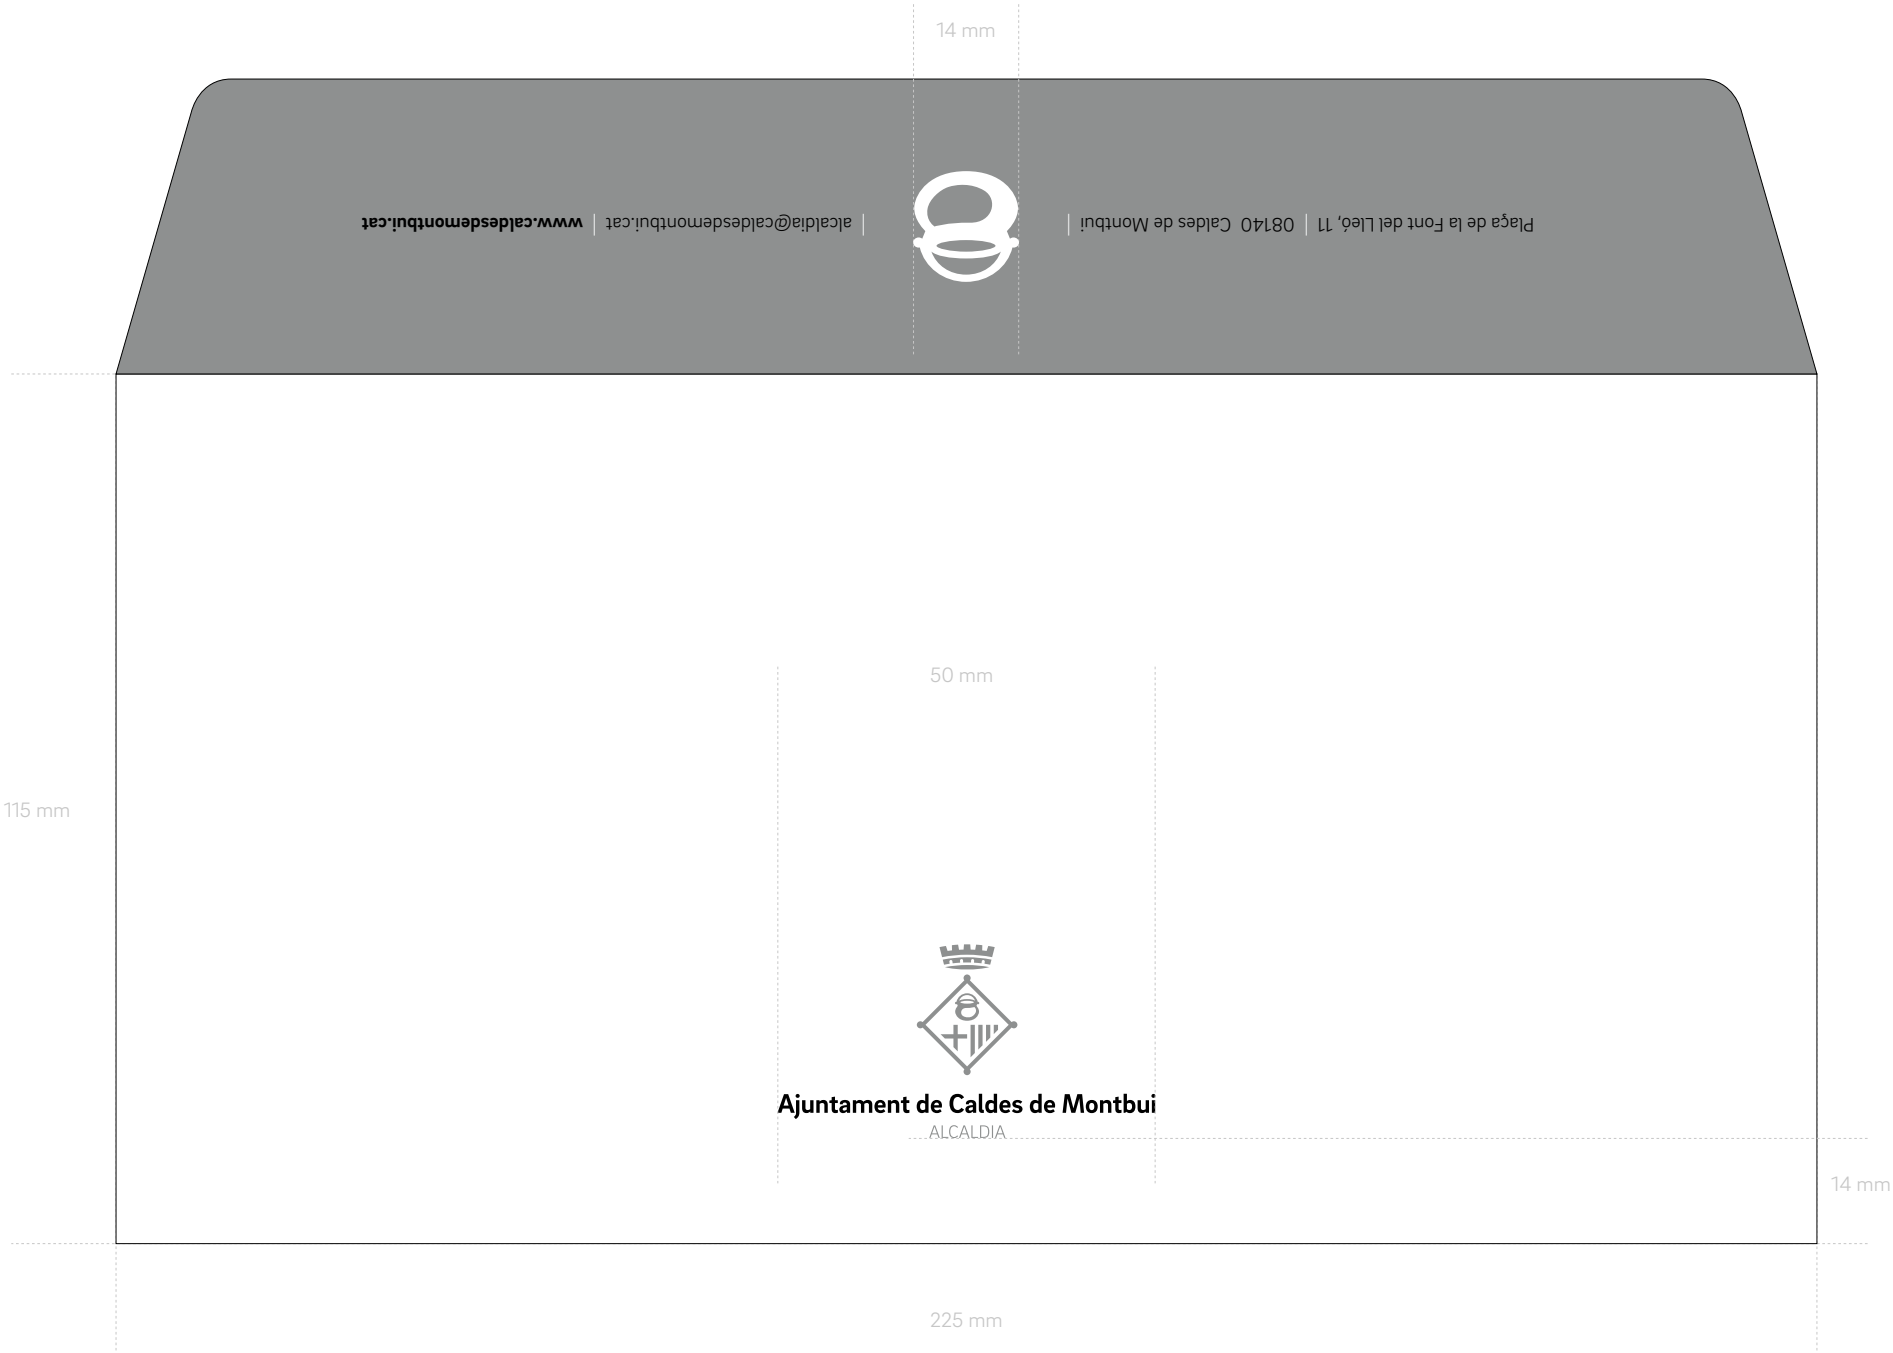 14 mm
Plaça de la Font del Lleó, 11 | 08140 Caldes de Montbui | | alcaldia@caldesdemontbui.cat | www.caldesdemontbui.cat
50 mm
115 mm
Ajuntament de Caldes de Montbui
ALCALDIA
14 mm
225 mm